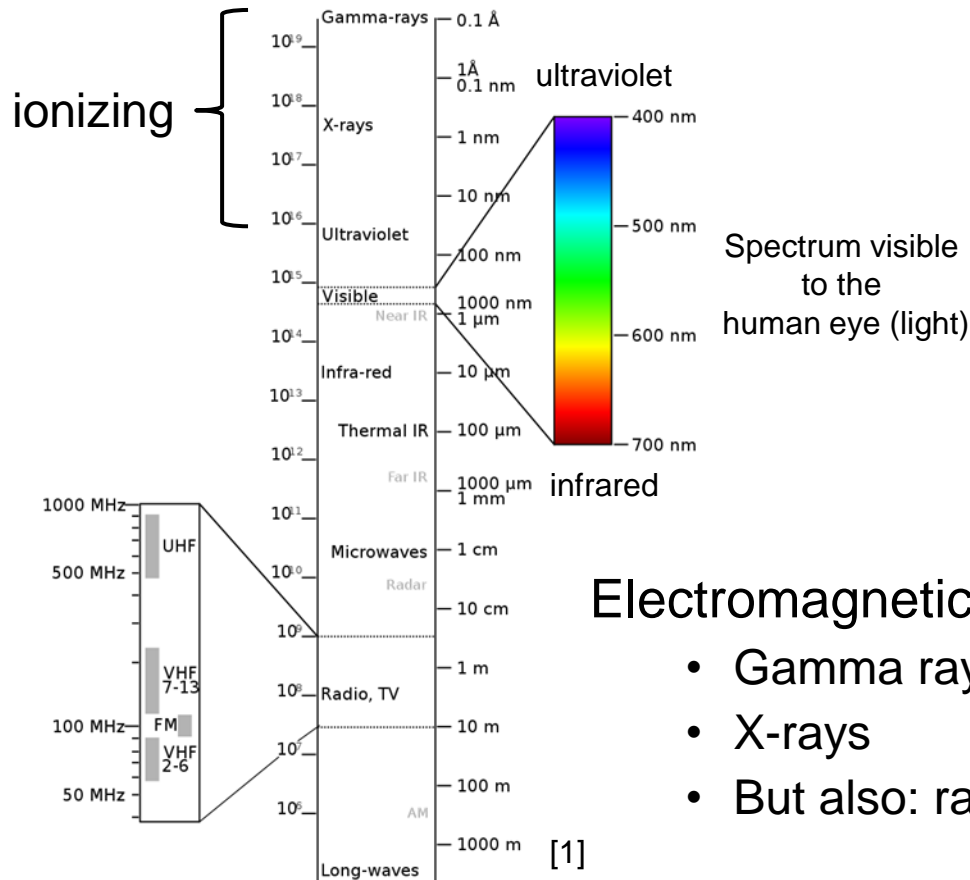 ionizing
10¹⁹
10¹⁸
10¹⁷
10¹⁶
10¹⁵
10¹⁴
10¹³
10¹²
10¹¹
10¹⁰
10⁹
10⁸
10⁷
10⁶
Gamma-rays
X-rays
Ultraviolet
Visible
Near IR
Infra-red
Thermal IR
Far IR
Microwaves
Radar
Radio, TV
AM
Long-waves
0.1 Å
1Å
0.1 nm
1 nm
10 nm
100 nm
1000 nm
1 µm
10 µm
100 µm
1000 µm
1 mm
1 cm
10 cm
1 m
10 m
100 m
1000 m
[1]
ultraviolet
400 nm
500 nm
600 nm
700 nm
infrared
Spectrum visible
to the
human eye (light)
1000 MHz
500 MHz
100 MHz
50 MHz
UHF
VHF
7-13
FM
VHF
2-6
Electromagnetic
• Gamma ray
• X-rays
• But also: ra